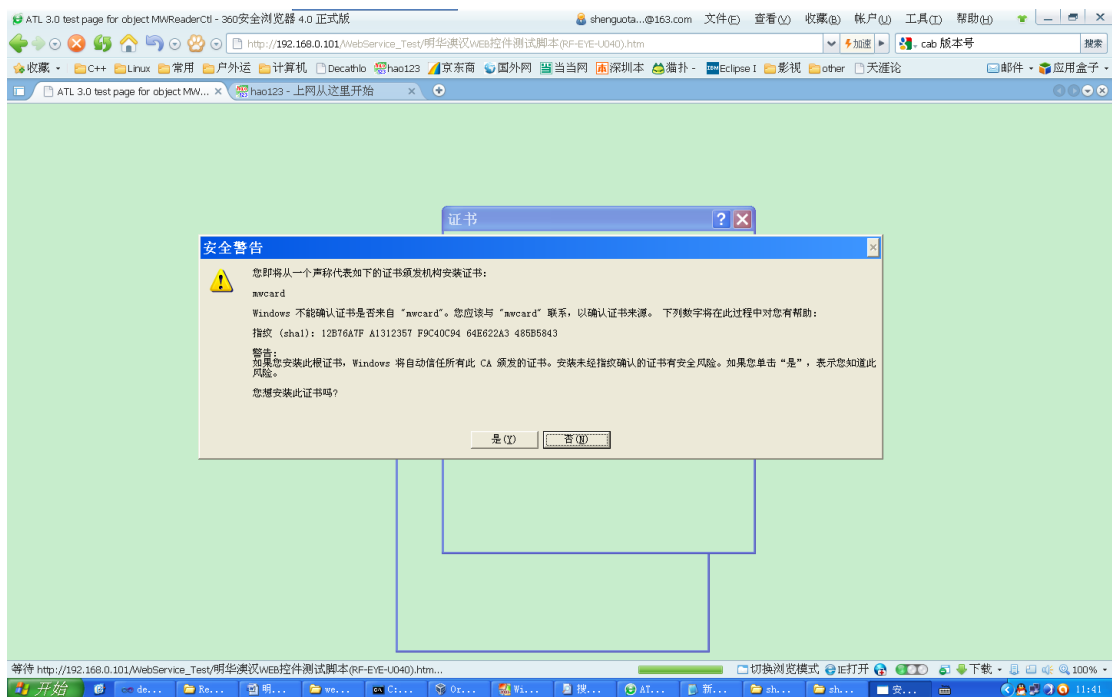 ATL 3.0 test page for object MWReaderCtl - 360安全浏览器 4.0 正式版
shenguota...@163.com 文件(F) 查看(V) 收藏(B) 帐户(U) 工具(T) 帮助(H)
http://192.168.0.101/WebService_Test/明华澳汉WEB控件测试脚本(RF-EYE-U040).htm 加速 cab 版本号 搜索
收藏 C++ Linux 常用 户外运 计算机 Decathlo hao123 京东商 国外网 当当网 深圳本 猫扑 - Eclipse I 影视 other 天涯论 邮件 应用盒子
ATL 3.0 test page for object MW... hao123 - 上网从这里开始
证书
安全警告
您即将从一个声称代表如下的证书颁发机构安装证书:
mwcard
Windows 不能确认证书是否来自 "mwcard"。您应该与 "mwcard" 联系，以确认证书来源。 下列数字将在此过程中对您有帮助:
指纹 (sha1): 12B76A7F A1312357 F9C40C94 64E622A3 485B5843
警告:
如果您安装此根证书，Windows 将自动信任所有此 CA 颁发的证书。安装未经指纹确认的证书有安全风险。如果您单击“是”，表示您知道此
风险。
您想安装此证书吗?
是(Y) 否(N)
等待 http://192.168.0.101/WebService_Test/明华澳汉WEB控件测试脚本(RF-EYE-U040).htm... 切换浏览模式 IE打开 下载 100%
开始 de... Re... 明... we... C:... Or... Wi... 搜... AT... 新... sh... sh... 安... 11:41